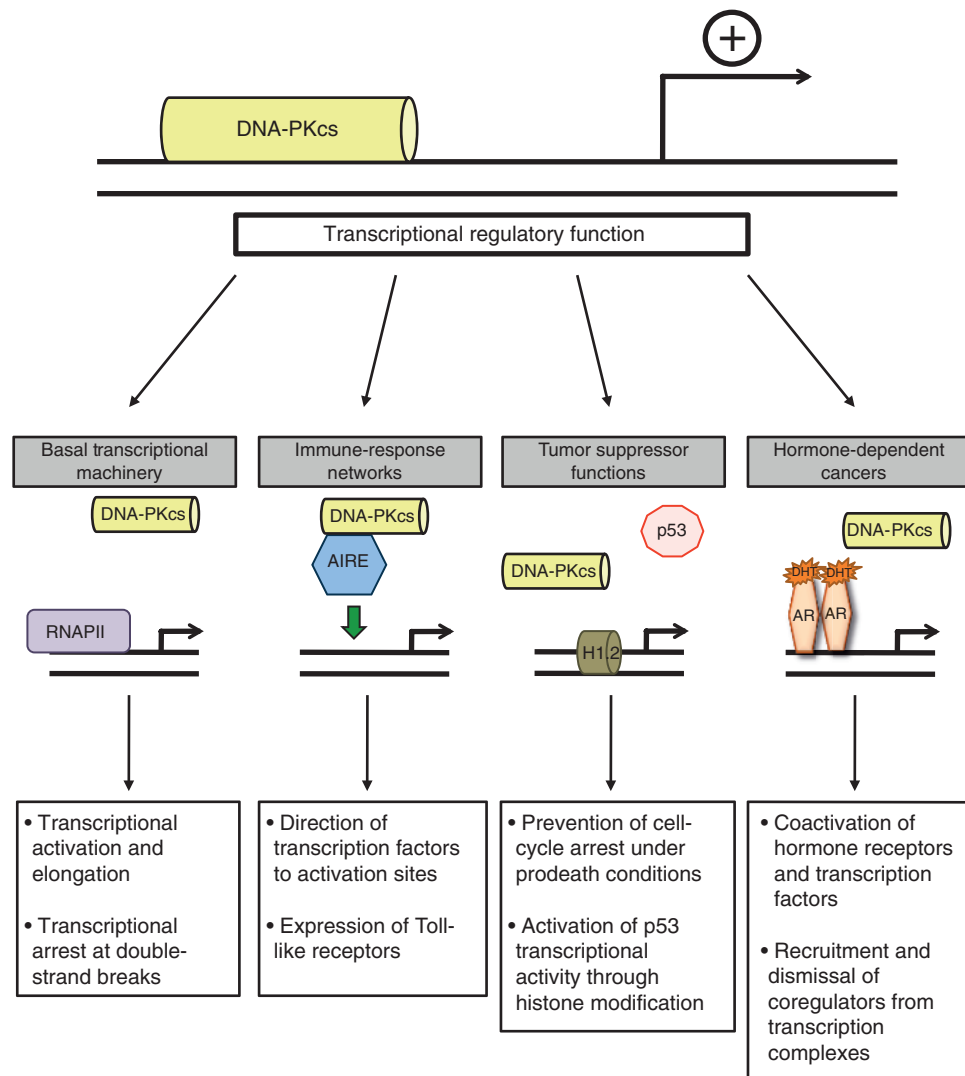 DNA-PKcs
+
Transcriptional regulatory function
Basal transcriptional
machinery
DNA-PKcs
RNAPII
• Transcriptional
activation and
elongation
• Transcriptional
arrest at double-
strand breaks
Immune-response
networks
DNA-PKcs
AIRE
• Direction of
transcription factors
to activation sites
• Expression of Toll-
like receptors
Tumor suppressor
functions
p53
DNA-PKcs
H1.2
• Prevention of cell-
cycle arrest under
prodeath conditions
• Activation of p53
transcriptional
activity through
histone modification
Hormone-dependent
cancers
DNA-PKcs
DHT
DHT
AR
AR
• Coactivation of
hormone receptors
and transcription
factors
• Recruitment and
dismissal of
coregulators from
transcription
complexes